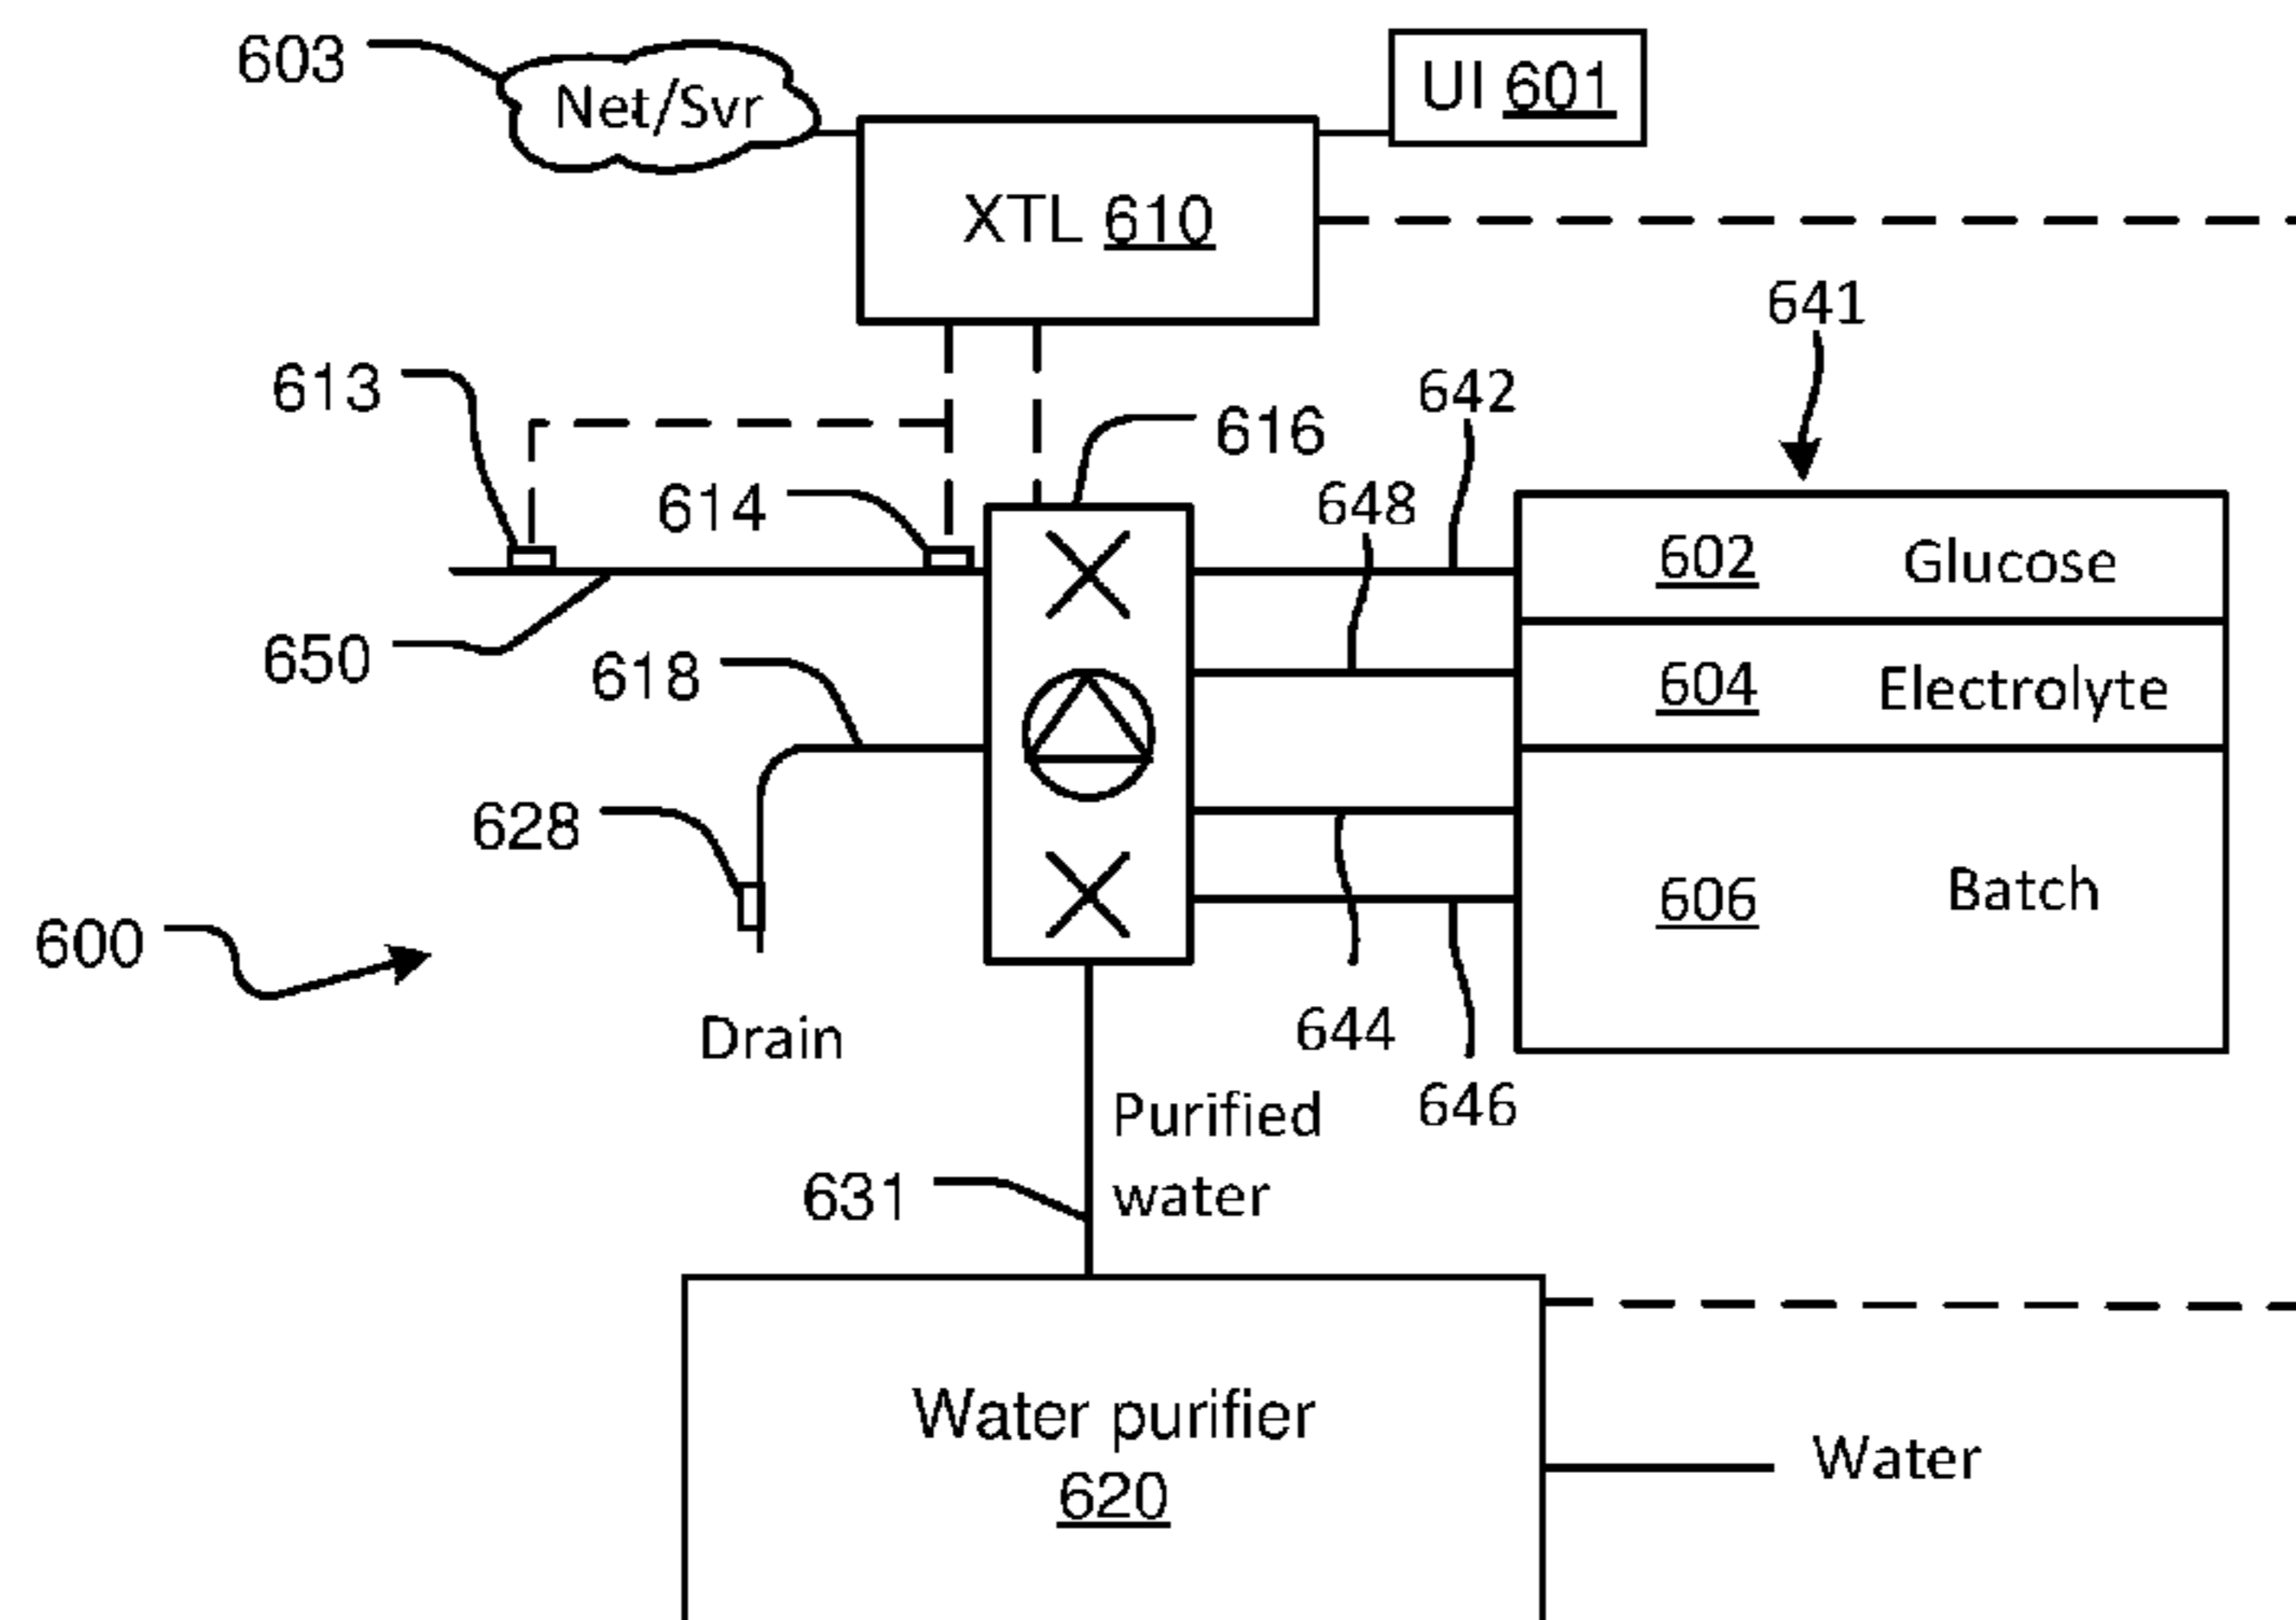 603
Net/Svr
UI 601
XTL 610
641
613
642
616
614
648
602 Glucose
650
618
604 Electrolyte
628
606 Batch
600
644
Drain
646
Purified
water
631
Water purifier
620
Water